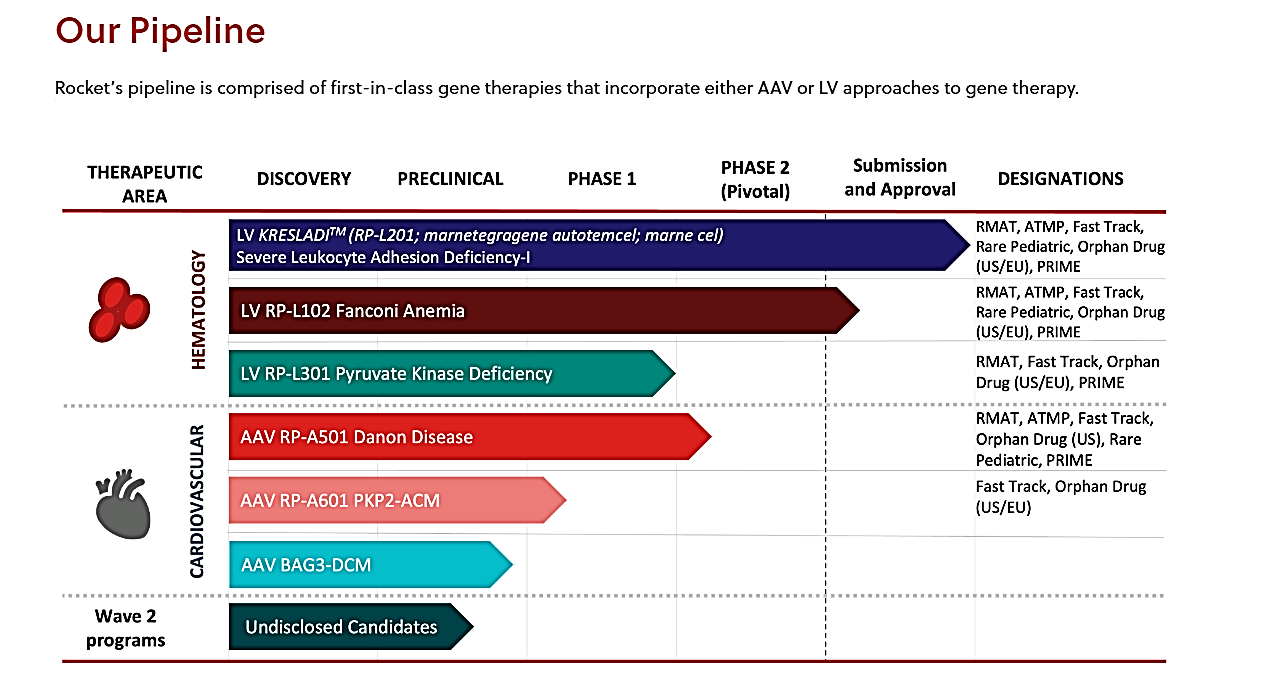 Our Pipeline
Rocket's pipeline is comprised of first-in-class gene therapies that incorporate either AAV or LV approaches to gene therapy.
THERAPEUTIC
AREA
DISCOVERY
PRECLINICAL
PHASE 1
PHASE 2
(Pivotal)
Submission
and Approval
DESIGNATIONS
HEMATOLOGY
LV KRESLADI™ (RP-L201; marnetegragene autotemcel; marne cel)
Severe Leukocyte Adhesion Deficiency-I
RMAT, ATMP, Fast Track,
Rare Pediatric, Orphan Drug
(US/EU), PRIME
LV RP-L102 Fanconi Anemia
RMAT, ATMP, Fast Track,
Rare Pediatric, Orphan Drug
(US/EU), PRIME
LV RP-L301 Pyruvate Kinase Deficiency
RMAT, Fast Track, Orphan
Drug (US/EU), PRIME
CARDIOVASCULAR
AAV RP-A501 Danon Disease
RMAT, ATMP, Fast Track,
Orphan Drug (US), Rare
Pediatric, PRIME
AAV RP-A601 PKP2-ACM
Fast Track, Orphan Drug
(US/EU)
AAV BAG3-DCM
Wave 2
programs
Undisclosed Candidates